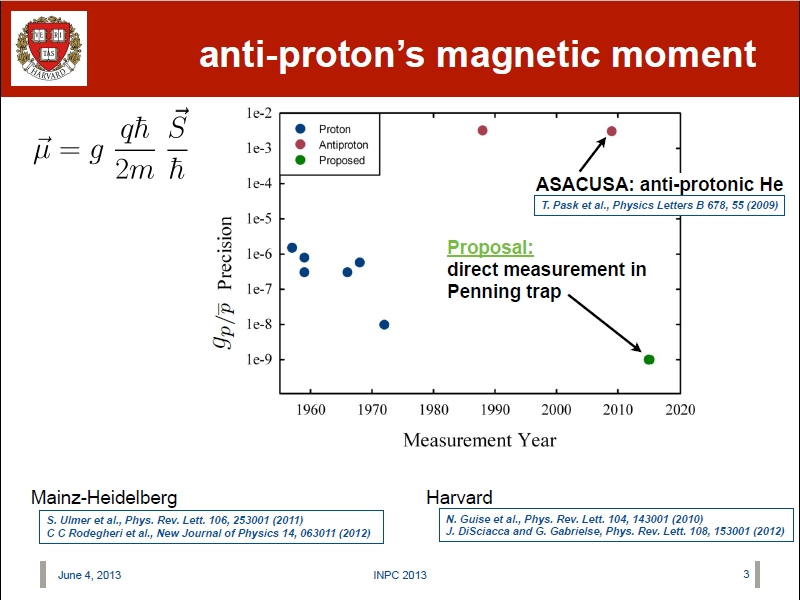 VE RI
TAS
HARVARD
anti-proton's magnetic moment
μ⃗ = g qħ/2m S⃗/ħ
Proton
Antiproton
Proposed
1e-2
1e-3
1e-4
1e-5
1e-6
1e-7
1e-8
1e-9
g_p/p̅ Precision
ASACUSA: anti-protonic He
T. Pask et al., Physics Letters B 678, 55 (2009)
Proposal:
direct measurement in
Penning trap
1960 1970 1980 1990 2000 2010 2020
Measurement Year
Mainz-Heidelberg
S. Ulmer et al., Phys. Rev. Lett. 106, 253001 (2011)
C C Rodegheri et al., New Journal of Physics 14, 063011 (2012)
Harvard
N. Guise et al., Phys. Rev. Lett. 104, 143001 (2010)
J. DiSciacca and G. Gabrielse, Phys. Rev. Lett. 108, 153001 (2012)
June 4, 2013
INPC 2013
3